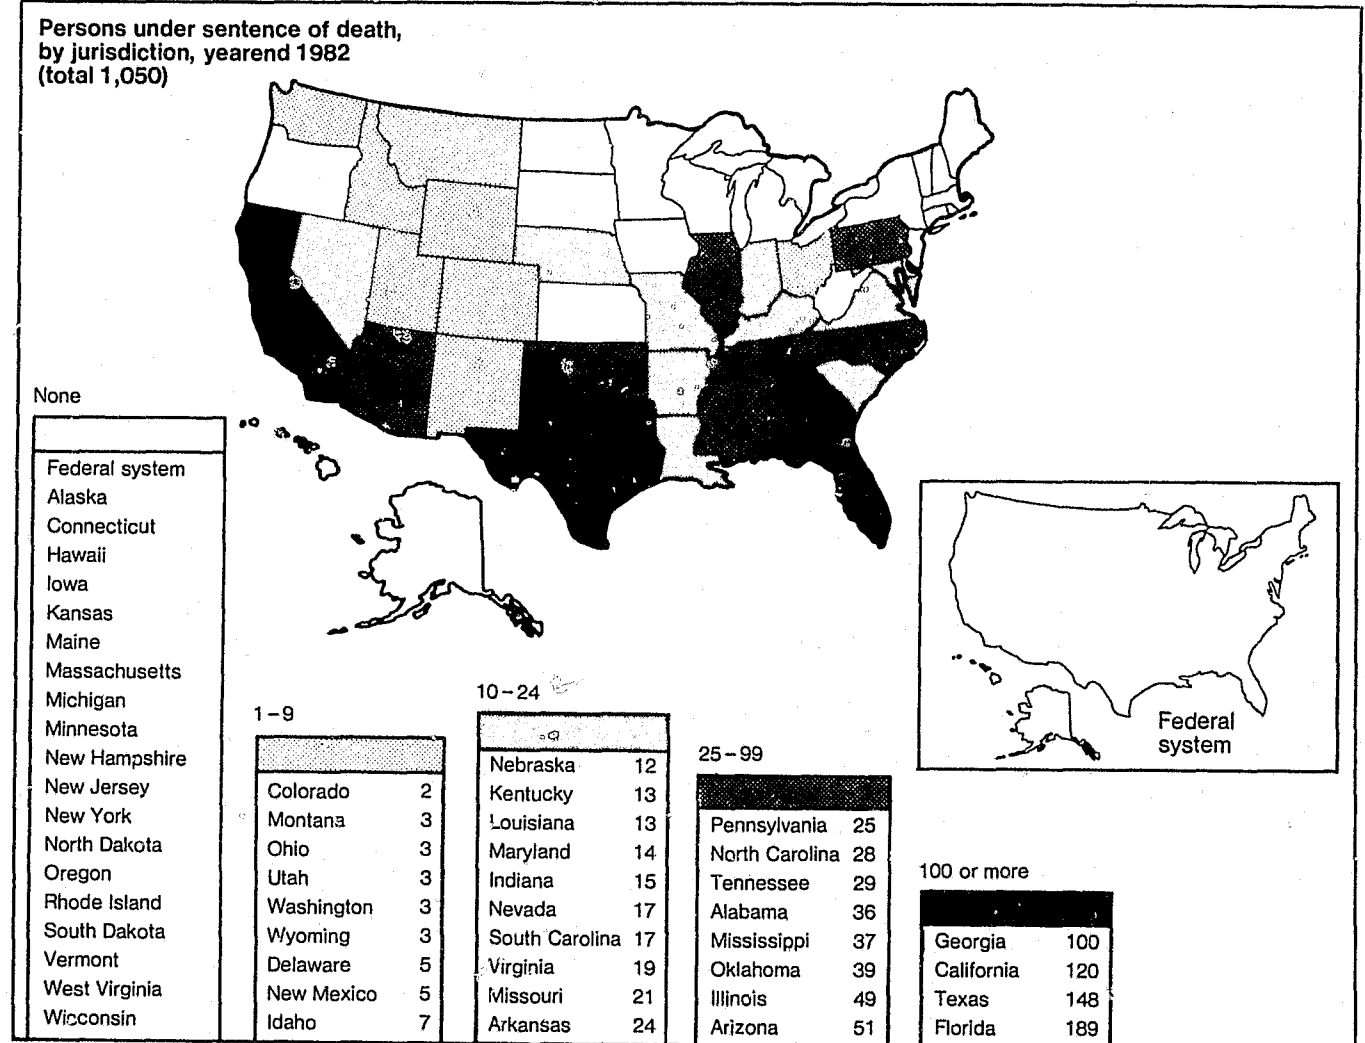 Persons under sentence of death,
by jurisdiction, yearend 1982
(total 1,050)
None
Federal system
Alaska
Connecticut
Hawaii
Iowa
Kansas
Maine
Massachusetts
Michigan
Minnesota
New Hampshire
New Jersey
New York
North Dakota
Oregon
Rhode Island
South Dakota
Vermont
West Virginia
Wicconsin
1–9
Colorado 2
Montana 3
Ohio 3
Utah 3
Washington 3
Wyoming 3
Delaware 5
New Mexico 5
Idaho 7
10–24
Nebraska 12
Kentucky 13
Louisiana 13
Maryland 14
Indiana 15
Nevada 17
South Carolina 17
Virginia 19
Missouri 21
Arkansas 24
25–99
Pennsylvania 25
North Carolina 28
Tennessee 29
Alabama 36
Mississippi 37
Oklahoma 39
Illinois 49
Arizona 51
100 or more
Georgia 100
California 120
Texas 148
Florida 189
Federal
system